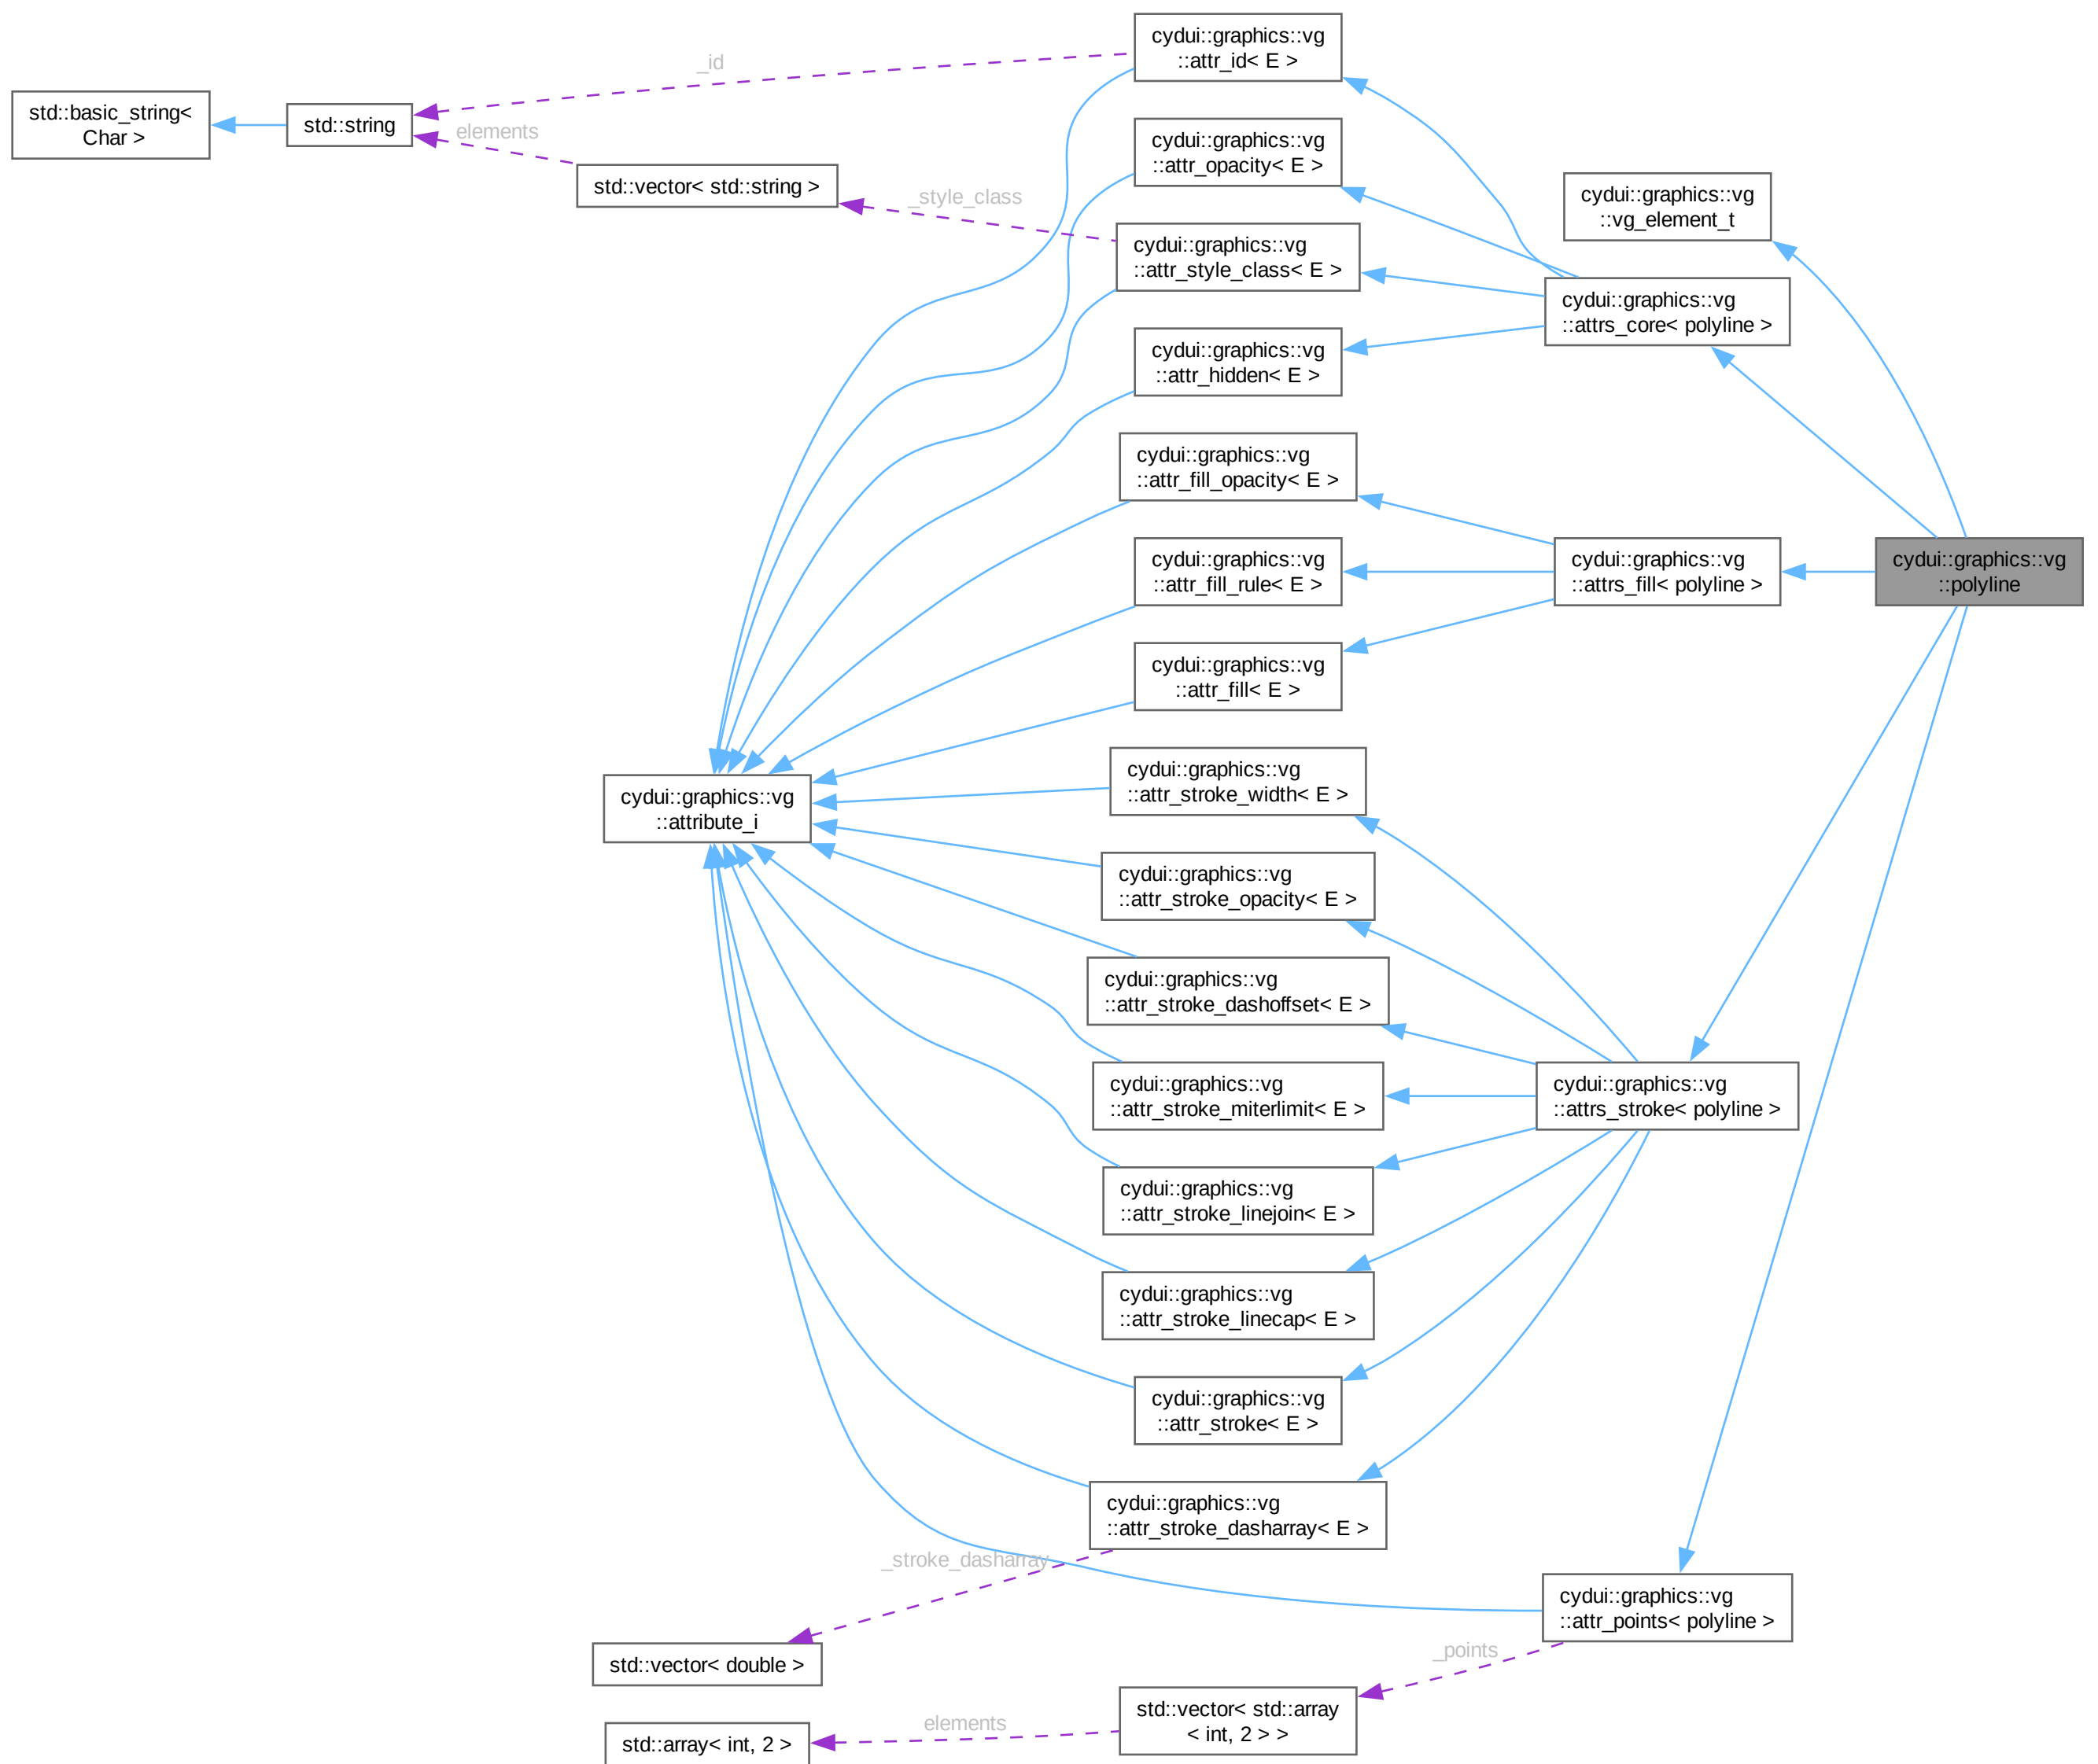 cydui::graphics::vg
::attr_id< E >
_id
std::basic_string<
Char >
std::string
elements
cydui::graphics::vg
::attr_opacity< E >
std::vector< std::string >
_style_class
cydui::graphics::vg
::vg_element_t
cydui::graphics::vg
::attr_style_class< E >
cydui::graphics::vg
::attrs_core< polyline >
cydui::graphics::vg
::attr_hidden< E >
cydui::graphics::vg
::attr_fill_opacity< E >
cydui::graphics::vg
::attr_fill_rule< E >
cydui::graphics::vg
::attrs_fill< polyline >
cydui::graphics::vg
::polyline
cydui::graphics::vg
::attr_fill< E >
cydui::graphics::vg
::attribute_i
cydui::graphics::vg
::attr_stroke_width< E >
cydui::graphics::vg
::attr_stroke_opacity< E >
cydui::graphics::vg
::attr_stroke_dashoffset< E >
cydui::graphics::vg
::attr_stroke_miterlimit< E >
cydui::graphics::vg
::attrs_stroke< polyline >
cydui::graphics::vg
::attr_stroke_linejoin< E >
cydui::graphics::vg
::attr_stroke_linecap< E >
cydui::graphics::vg
::attr_stroke< E >
cydui::graphics::vg
::attr_stroke_dasharray< E >
_stroke_dasharray
cydui::graphics::vg
::attr_points< polyline >
std::vector< double >
_points
std::vector< std::array
< int, 2 > >
elements
std::array< int, 2 >